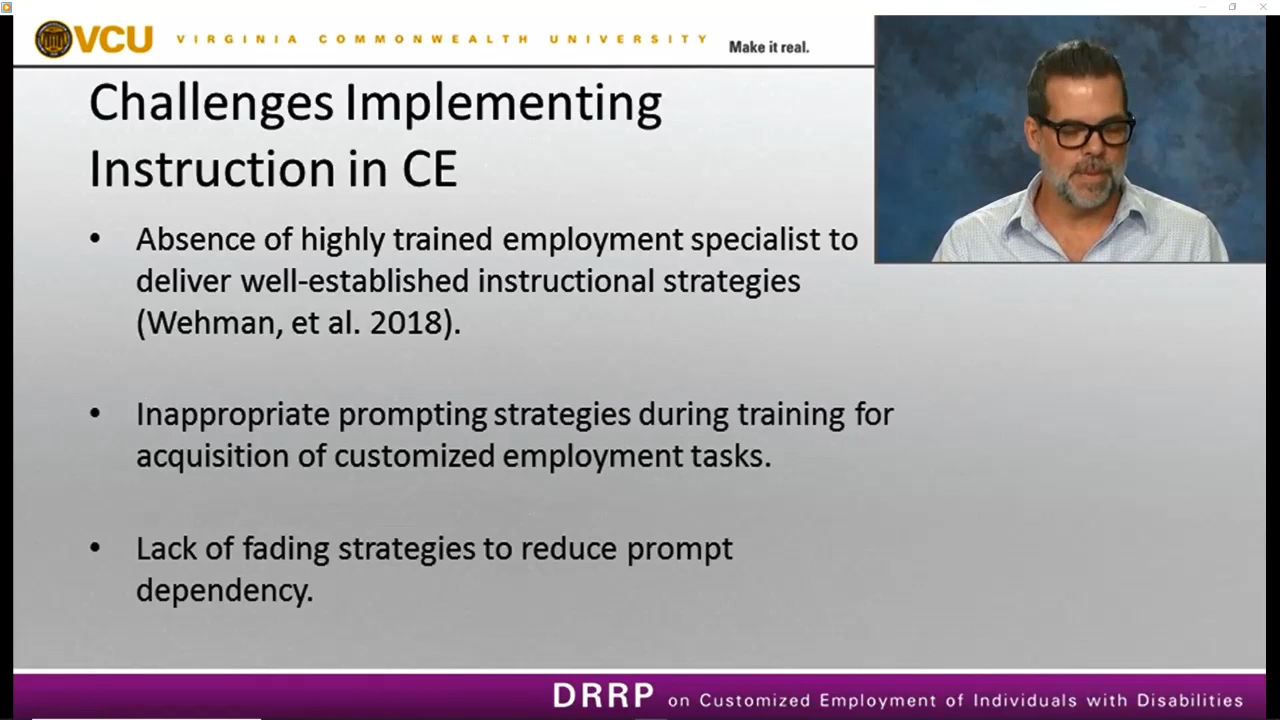 VCU VIRGINIA COMMONWEALTH UNIVERSITY Make it real.
Challenges Implementing
Instruction in CE
• Absence of highly trained employment specialist to
deliver well-established instructional strategies
(Wehman, et al. 2018).
• Inappropriate prompting strategies during training for
acquisition of customized employment tasks.
• Lack of fading strategies to reduce prompt
dependency.
DRRP on Customized Employment of Individuals with Disabilities